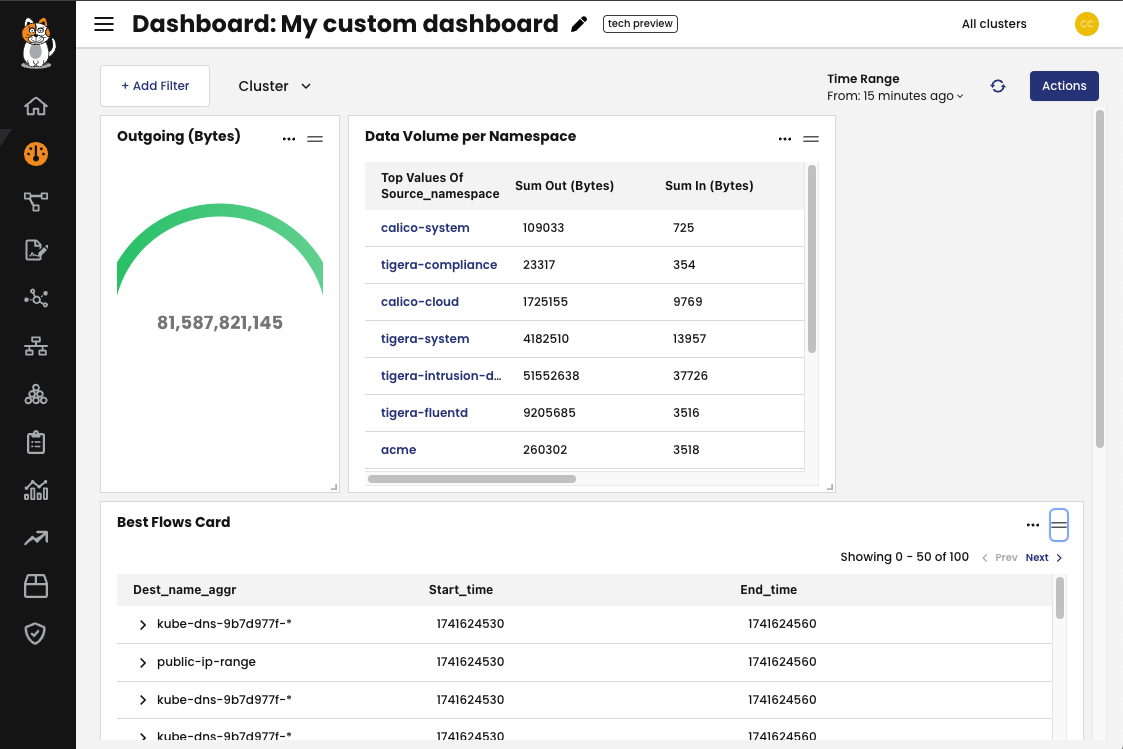 Dashboard: My custom dashboard
tech preview
All clusters
CC
+ Add Filter
Cluster
Time Range
From: 15 minutes ago
Actions
Outgoing (Bytes)
81,587,821,145
Data Volume per Namespace
Top Values Of Source_namespace Sum Out (Bytes) Sum In (Bytes)
calico-system 109033 725
tigera-compliance 23317 354
calico-cloud 1725155 9769
tigera-system 4182510 13957
tigera-intrusion-d... 51552638 37726
tigera-fluentd 9205685 3516
acme 260302 3518
Best Flows Card
Showing 0 - 50 of 100 Prev Next
Dest_name_aggr Start_time End_time
kube-dns-9b7d977f-* 1741624530 1741624560
public-ip-range 1741624530 1741624560
kube-dns-9b7d977f-* 1741624530 1741624560
kube-dns-9b7d977f-* 1741624530 1741624560